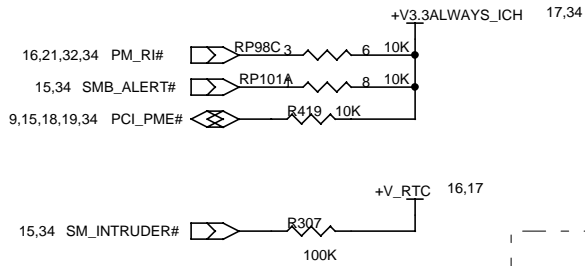 +V3.3ALWAYS_ICH 17,34
16,21,32,34 PM_RI# RP98C 3 6 10K
15,34 SMB_ALERT# RP101A 1 8 10K
9,15,18,19,34 PCI_PME# R419 10K
+V_RTC 16,17
15,34 SM_INTRUDER# R307
100K